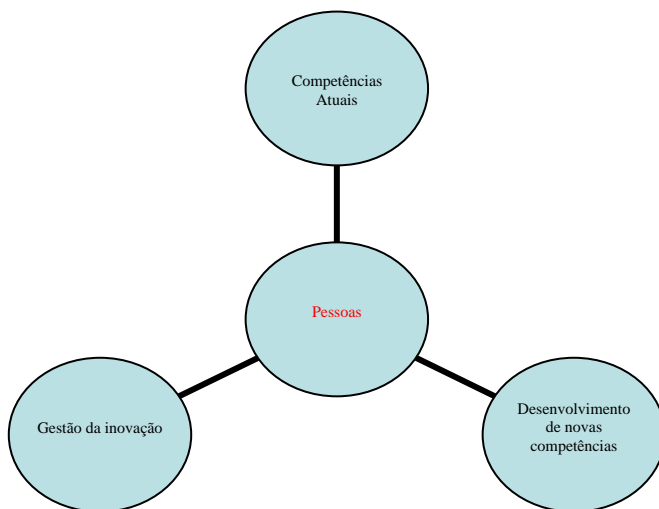 Competências
Atuais
Pessoas
Gestão da inovação
Desenvolvimento
de novas
competências